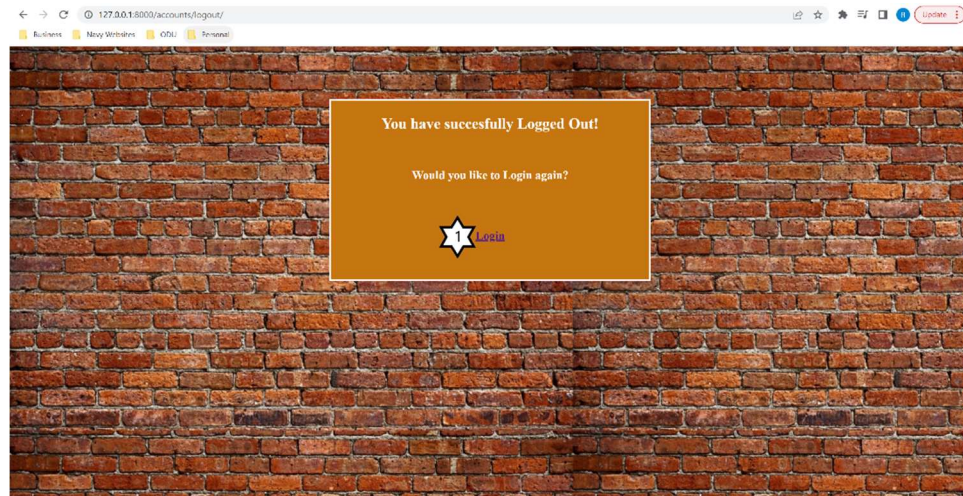 127.0.0.1:8000/accounts/logout/
Update
Business Navy Websites ODU Personal
You have succesfully Logged Out!
Would you like to Login again?
1 Login